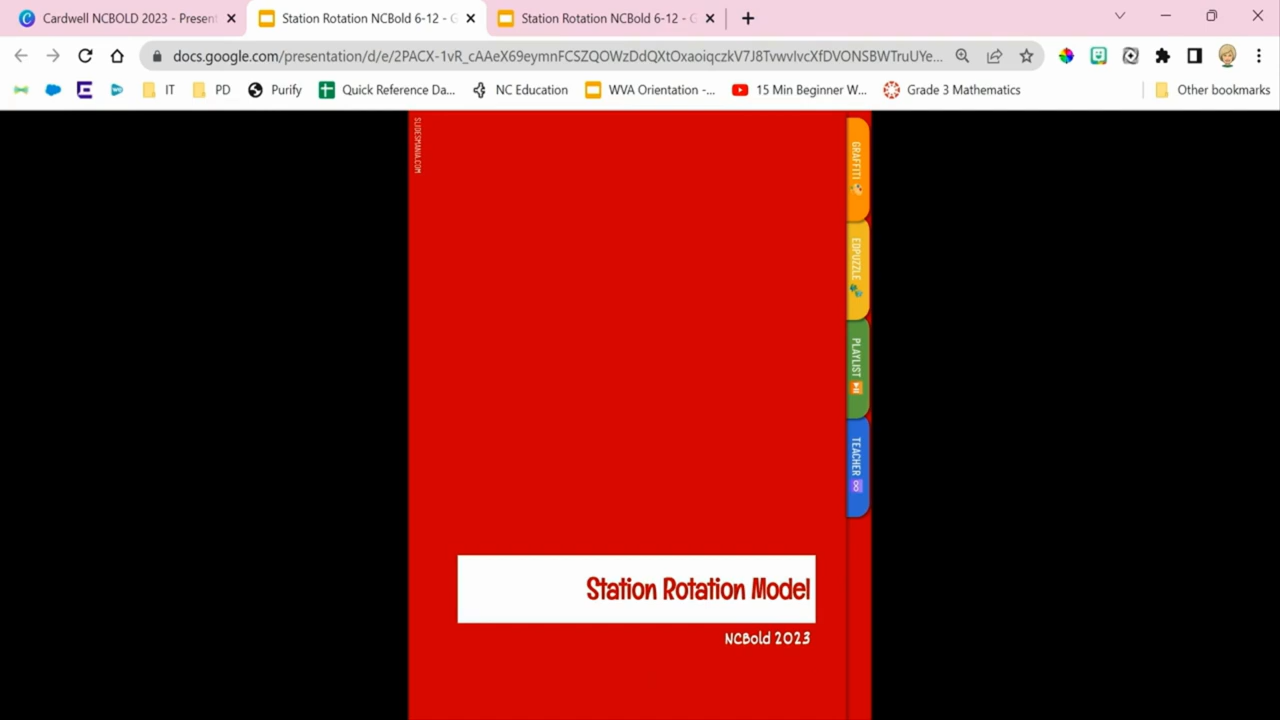 Cardwell NCBOLD 2023 - Present
Station Rotation NCBold 6-12 - G
Station Rotation NCBold 6-12 - G
docs.google.com/presentation/d/e/2PACX-1vR_cAAeX69eymnFCSZQOWzDdQXtOxaoiqczkV7J8TvwvIvcXfDVONSBWTruUYe...
IT
PD
Purify
Quick Reference Da...
NC Education
WVA Orientation -...
15 Min Beginner W...
Grade 3 Mathematics
Other bookmarks
SLIDESMANIA.COM
GRAFFITI
EDPUZZLE
PLAYLIST
TEACHER
Station Rotation Model
NCBold 2023